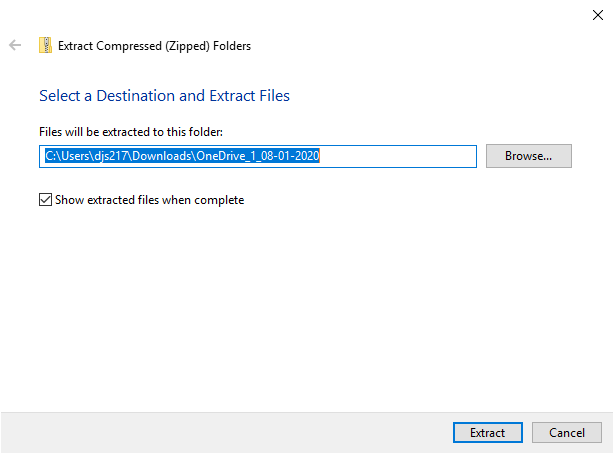 Extract Compressed (Zipped) Folders
Select a Destination and Extract Files
Files will be extracted to this folder:
C:\Users\djs217\Downloads\OneDrive_1_08-01-2020
Browse...
Show extracted files when complete
Extract
Cancel